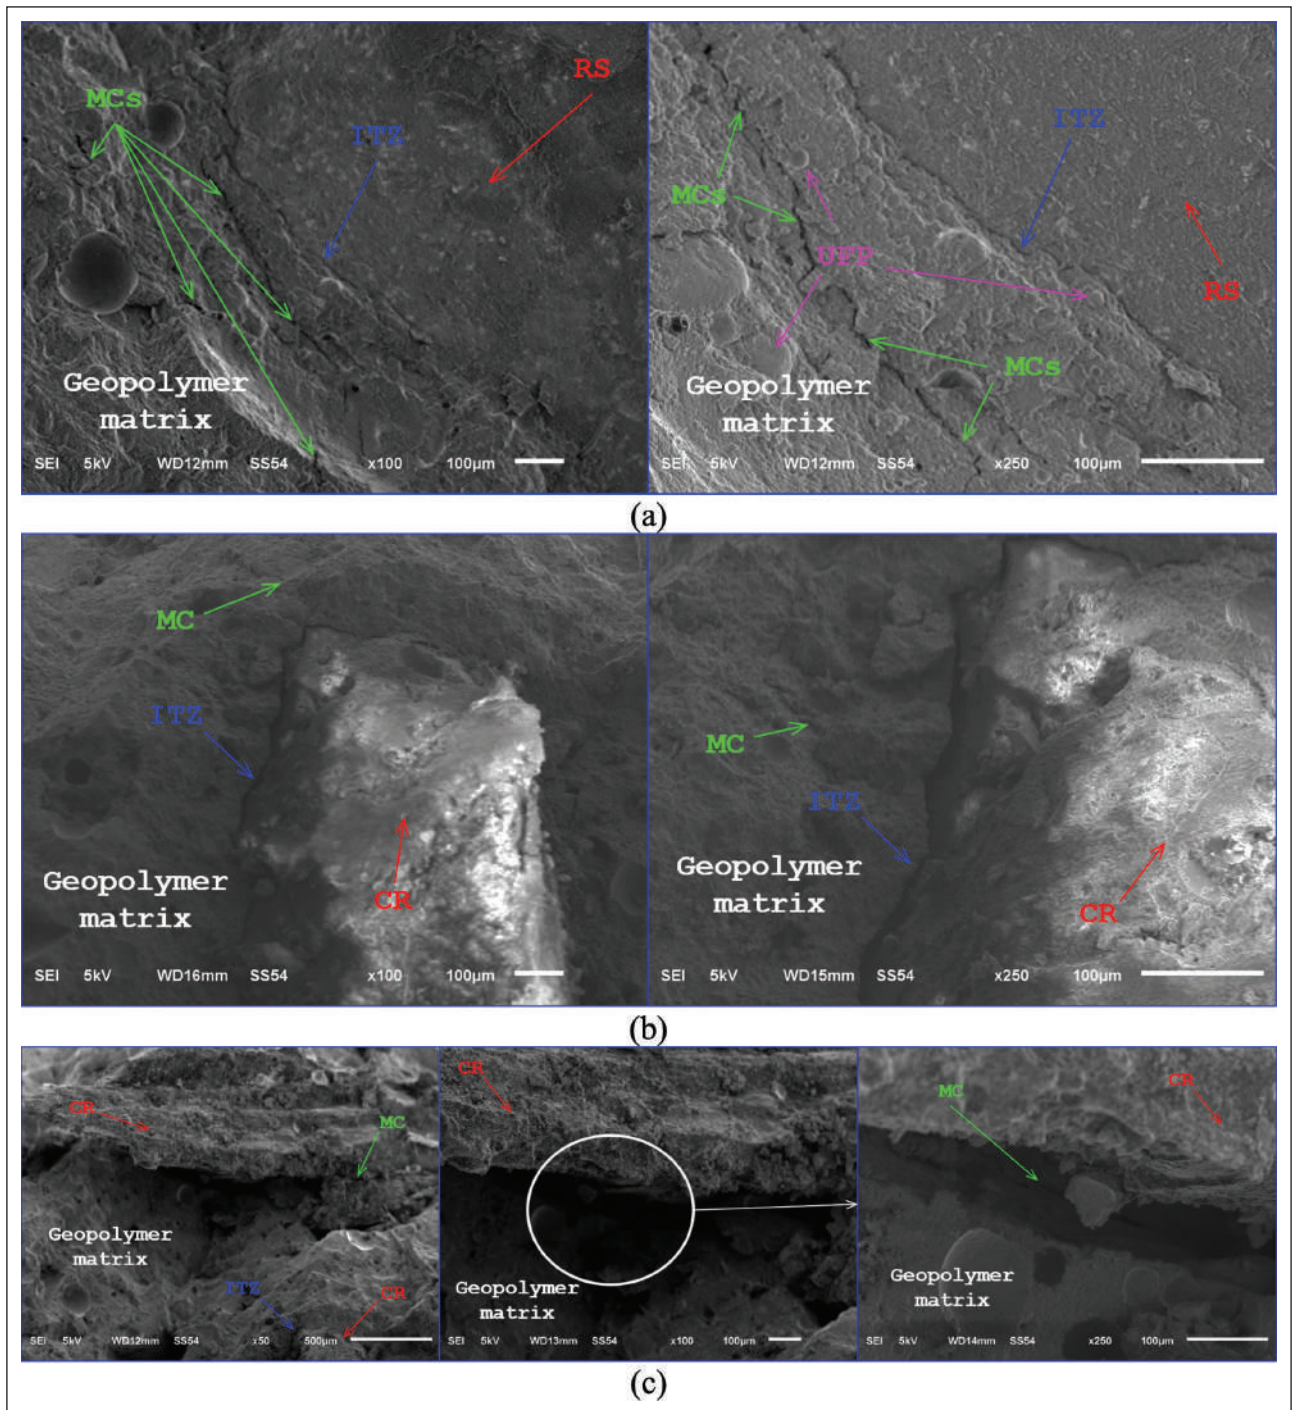 MCs
RS
ITZ
Geopolymer
matrix
SEI 5kV WD12mm SS54 x100 100µm
ITZ
MCs
UFP
RS
MCs
Geopolymer
matrix
SEI 5kV WD12mm SS54 x250 100µm
(a)
MC
ITZ
Geopolymer
matrix
CR
SEI 5kV WD16mm SS54 x100 100µm
MC
ITZ
Geopolymer
matrix
CR
SEI 5kV WD15mm SS54 x250 100µm
(b)
CR
MC
Geopolymer
matrix
ITZ
CR
SEI 5kV WD12mm SS54 x50 500µm
CR
Geopolymer
matrix
SEI 5kV WD13mm SS54 x100 100µm
MC
CR
Geopolymer
matrix
SEI 5kV WD14mm SS54 x250 100µm
(c)